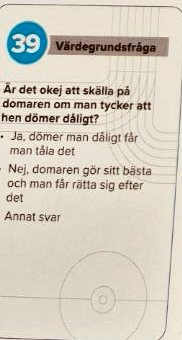 39 Värdegrundsfråga
Är det okej att skälla på
domaren om man tycker att
hen dömer dåligt?
• Ja, dömer man dåligt får
man tåla det
• Nej, domaren gör sitt bästa
och man får rätta sig efter
det
Annat svar